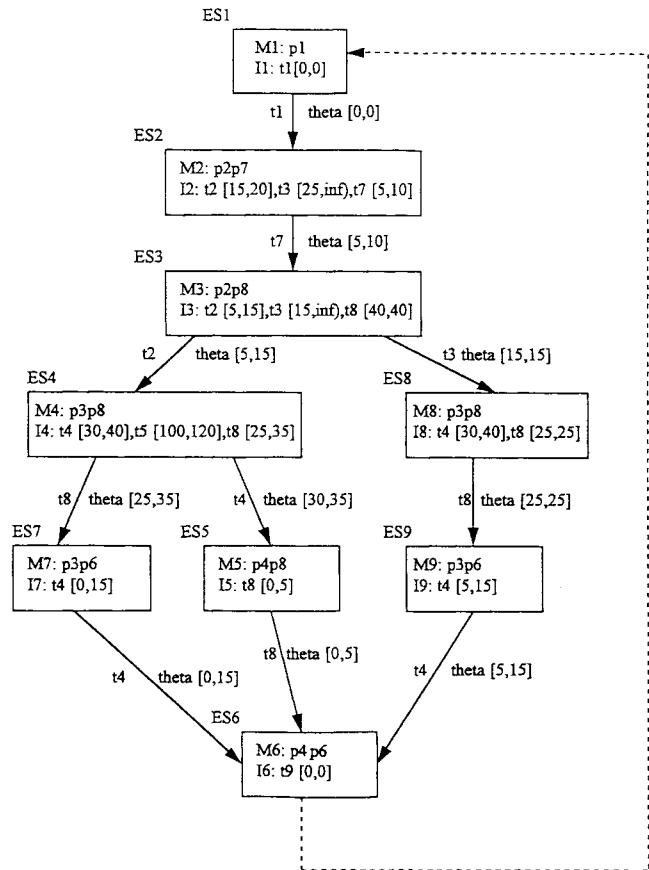 ES1
M1: p1
I1: t1[0,0]
t1 theta [0,0]
ES2
M2: p2p7
I2: t2 [15,20],t3 [25,inf),t7 [5,10]
t7 theta [5,10]
ES3
M3: p2p8
I3: t2 [5,15],t3 [15,inf),t8 [40,40]
t2 theta [5,15]
t3 theta [15,15]
ES4
M4: p3p8
I4: t4 [30,40],t5 [100,120],t8 [25,35]
ES8
M8: p3p8
I8: t4 [30,40],t8 [25,25]
t8 theta [25,35]
t4 theta [30,35]
t8 theta [25,25]
ES7
M7: p3p6
I7: t4 [0,15]
ES5
M5: p4p8
I5: t8 [0,5]
ES9
M9: p3p6
I9: t4 [5,15]
t4 theta [0,15]
t8 theta [0,5]
t4 theta [5,15]
ES6
M6: p4p6
I6: t9 [0,0]